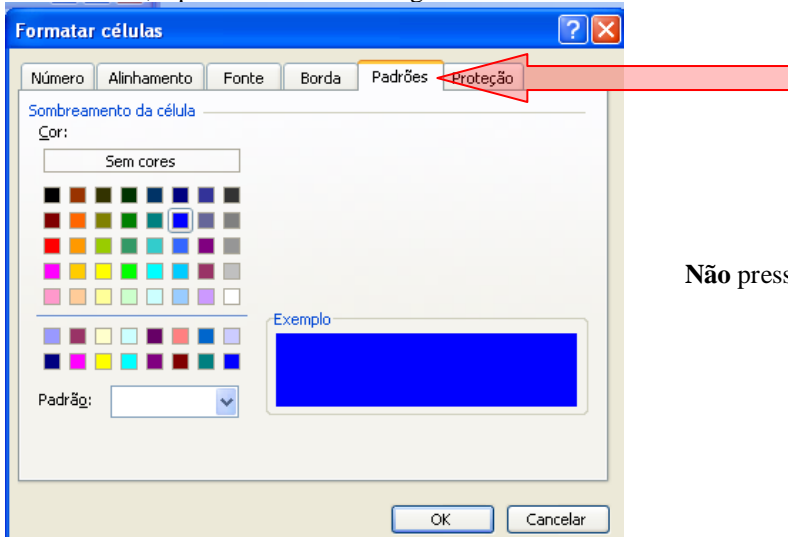 Formatar células
Número Alinhamento Fonte Borda Padrões Proteção
Sombreamento da célula
Cor:
Sem cores
Não press
Exemplo
Padrão:
OK Cancelar